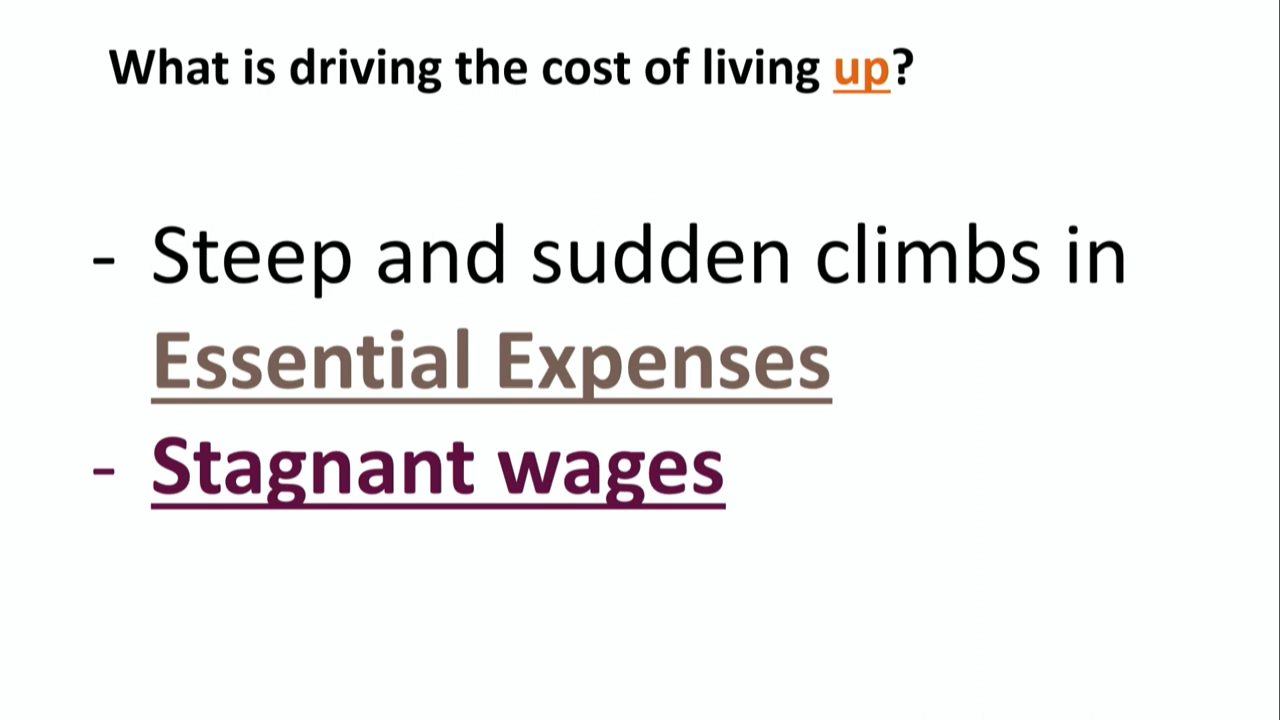 What is driving the cost of living up?
- Steep and sudden climbs in
Essential Expenses
- Stagnant wages